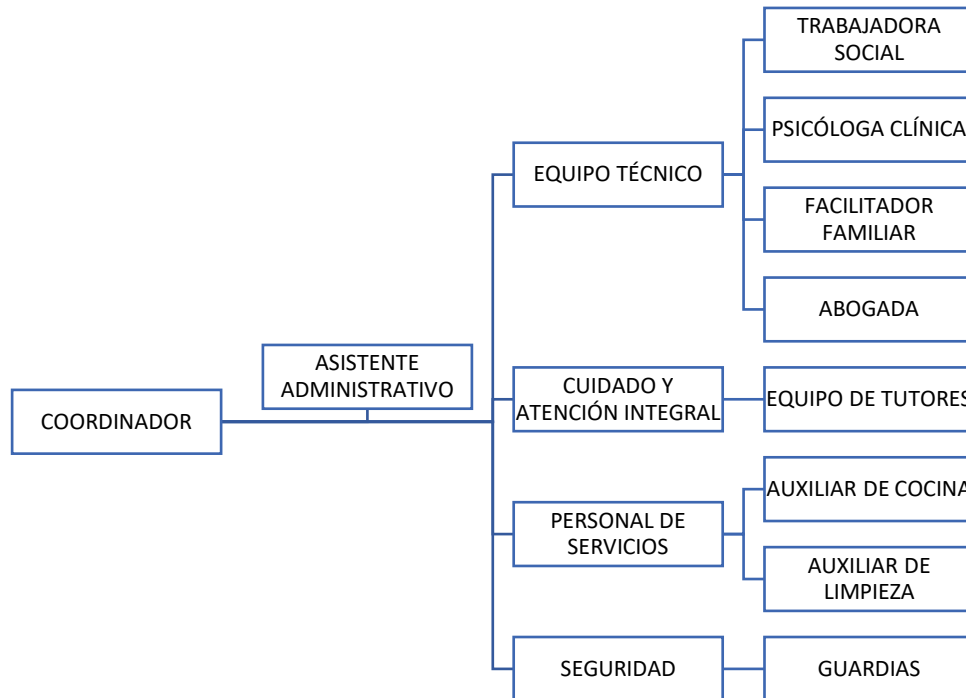 TRABAJADORA
SOCIAL
PSICÓLOGA CLÍNICA
EQUIPO TÉCNICO
FACILITADOR
FAMILIAR
ABOGADA
ASISTENTE
ADMINISTRATIVO
COORDINADOR
CUIDADO Y
ATENCIÓN INTEGRAL
EQUIPO DE TUTORES
PERSONAL DE
SERVICIOS
AUXILIAR DE COCINA
AUXILIAR DE
LIMPIEZA
SEGURIDAD
GUARDIAS